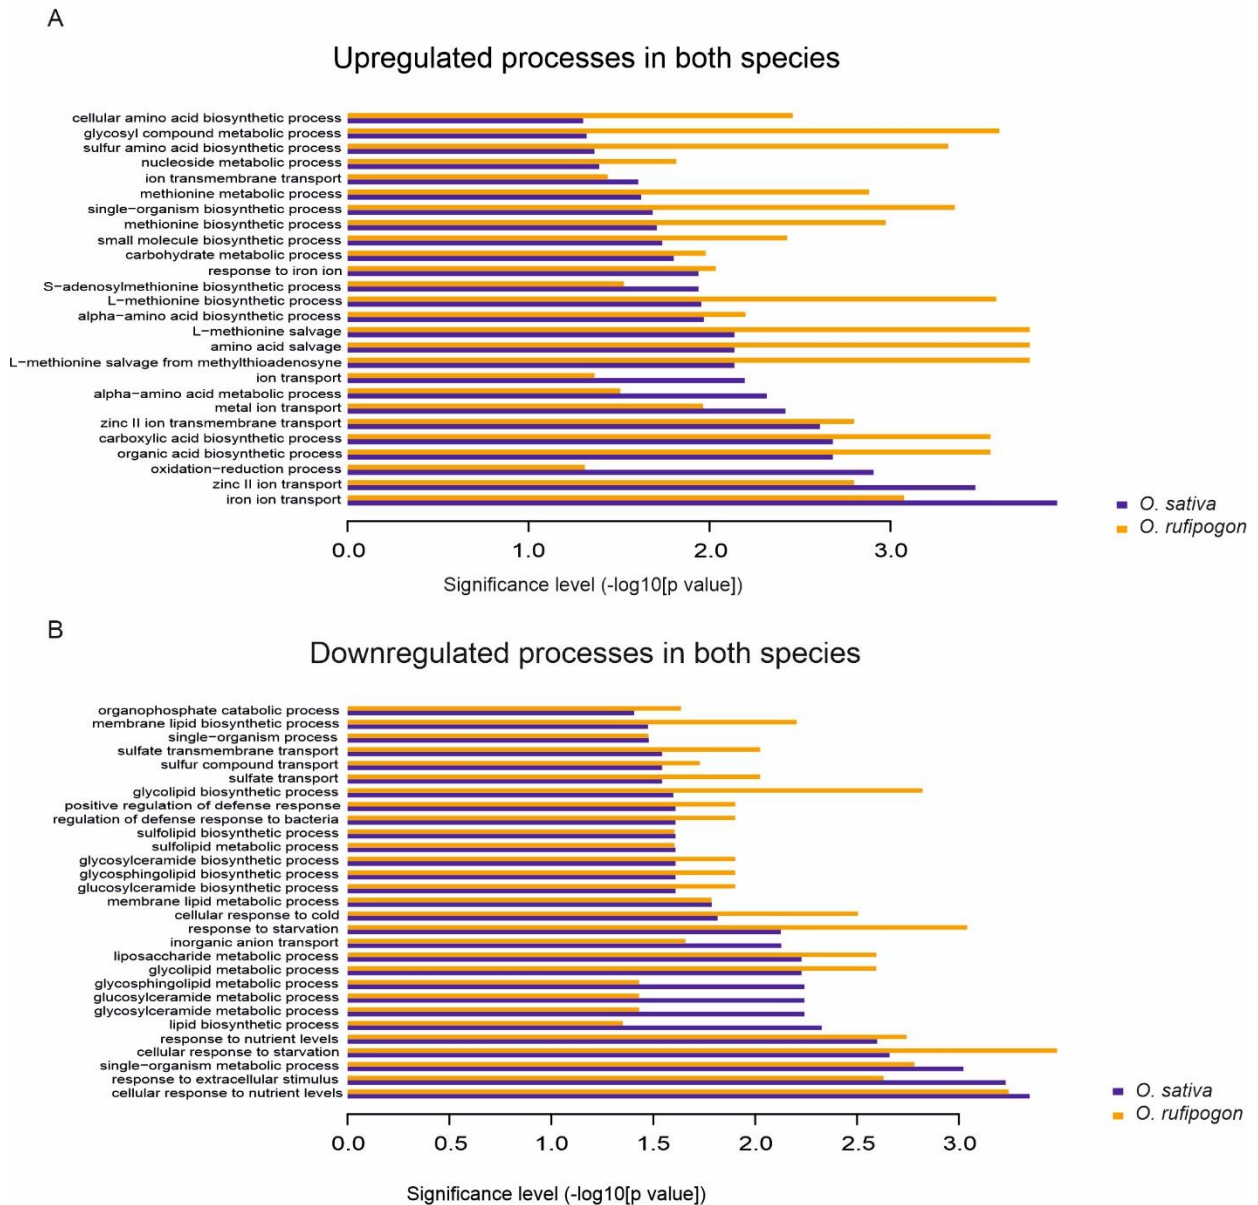 A
Upregulated processes in both species
cellular amino acid biosynthetic process
glycosyl compound metabolic process
sulfur amino acid biosynthetic process
nucleoside metabolic process
ion transmembrane transport
methionine metabolic process
single−organism biosynthetic process
methionine biosynthetic process
small molecule biosynthetic process
carbohydrate metabolic process
response to iron ion
S−adenosylmethionine biosynthetic process
L−methionine biosynthetic process
alpha−amino acid biosynthetic process
L−methionine salvage
amino acid salvage
L−methionine salvage from methylthioadenosyne
ion transport
alpha−amino acid metabolic process
metal ion transport
zinc II ion transmembrane transport
carboxylic acid biosynthetic process
organic acid biosynthetic process
oxidation−reduction process
zinc II ion transport
iron ion transport
O. sativa
O. rufipogon
0.0 1.0 2.0 3.0
Significance level (-log10[p value])
B
Downregulated processes in both species
organophosphate catabolic process
membrane lipid biosynthetic process
single−organism process
sulfate transmembrane transport
sulfur compound transport
sulfate transport
glycolipid biosynthetic process
positive regulation of defense response
regulation of defense response to bacteria
sulfolipid biosynthetic process
sulfolipid metabolic process
glycosylceramide biosynthetic process
glycosphingolipid biosynthetic process
glucosylceramide biosynthetic process
membrane lipid metabolic process
cellular response to cold
response to starvation
inorganic anion transport
liposaccharide metabolic process
glycolipid metabolic process
glycosphingolipid metabolic process
glucosylceramide metabolic process
glycosylceramide metabolic process
lipid biosynthetic process
response to nutrient levels
cellular response to starvation
single−organism metabolic process
response to extracellular stimulus
cellular response to nutrient levels
O. sativa
O. rufipogon
0.0 0.5 1.0 1.5 2.0 2.5 3.0
Significance level (-log10[p value])